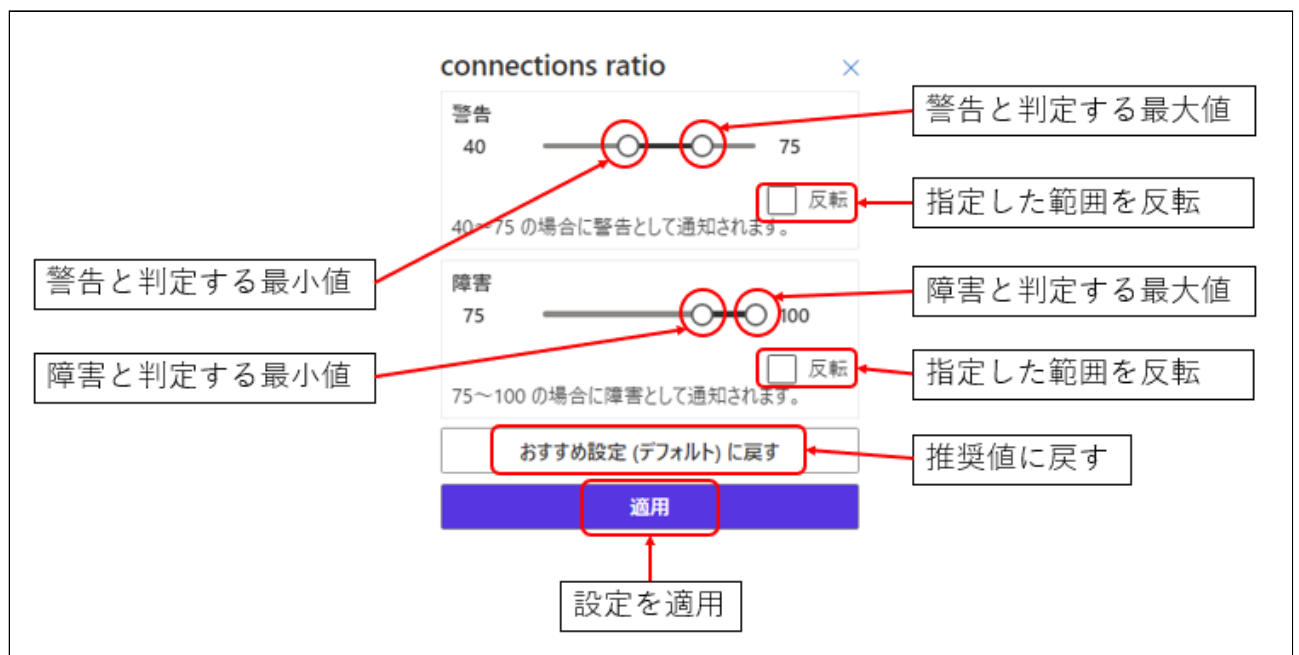 connections ratio
警告
40
75
反転
40～75 の場合に警告として通知されます。
障害
75
100
反転
75～100 の場合に障害として通知されます。
おすすめ設定 (デフォルト) に戻す
適用
警告と判定する最大値
指定した範囲を反転
警告と判定する最小値
障害と判定する最大値
障害と判定する最小値
指定した範囲を反転
推奨値に戻す
設定を適用